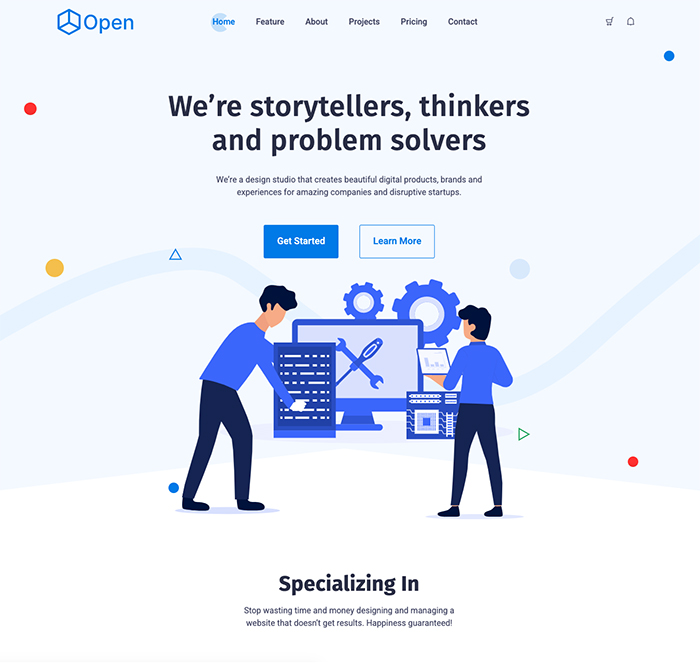 Open
Home Feature About Projects Pricing Contact
We’re storytellers, thinkers
and problem solvers
We’re a design studio that creates beautiful digital products, brands and
experiences for amazing companies and disruptive startups.
Get Started Learn More
Specializing In
Stop wasting time and money designing and managing a
website that doesn’t get results. Happiness guaranteed!